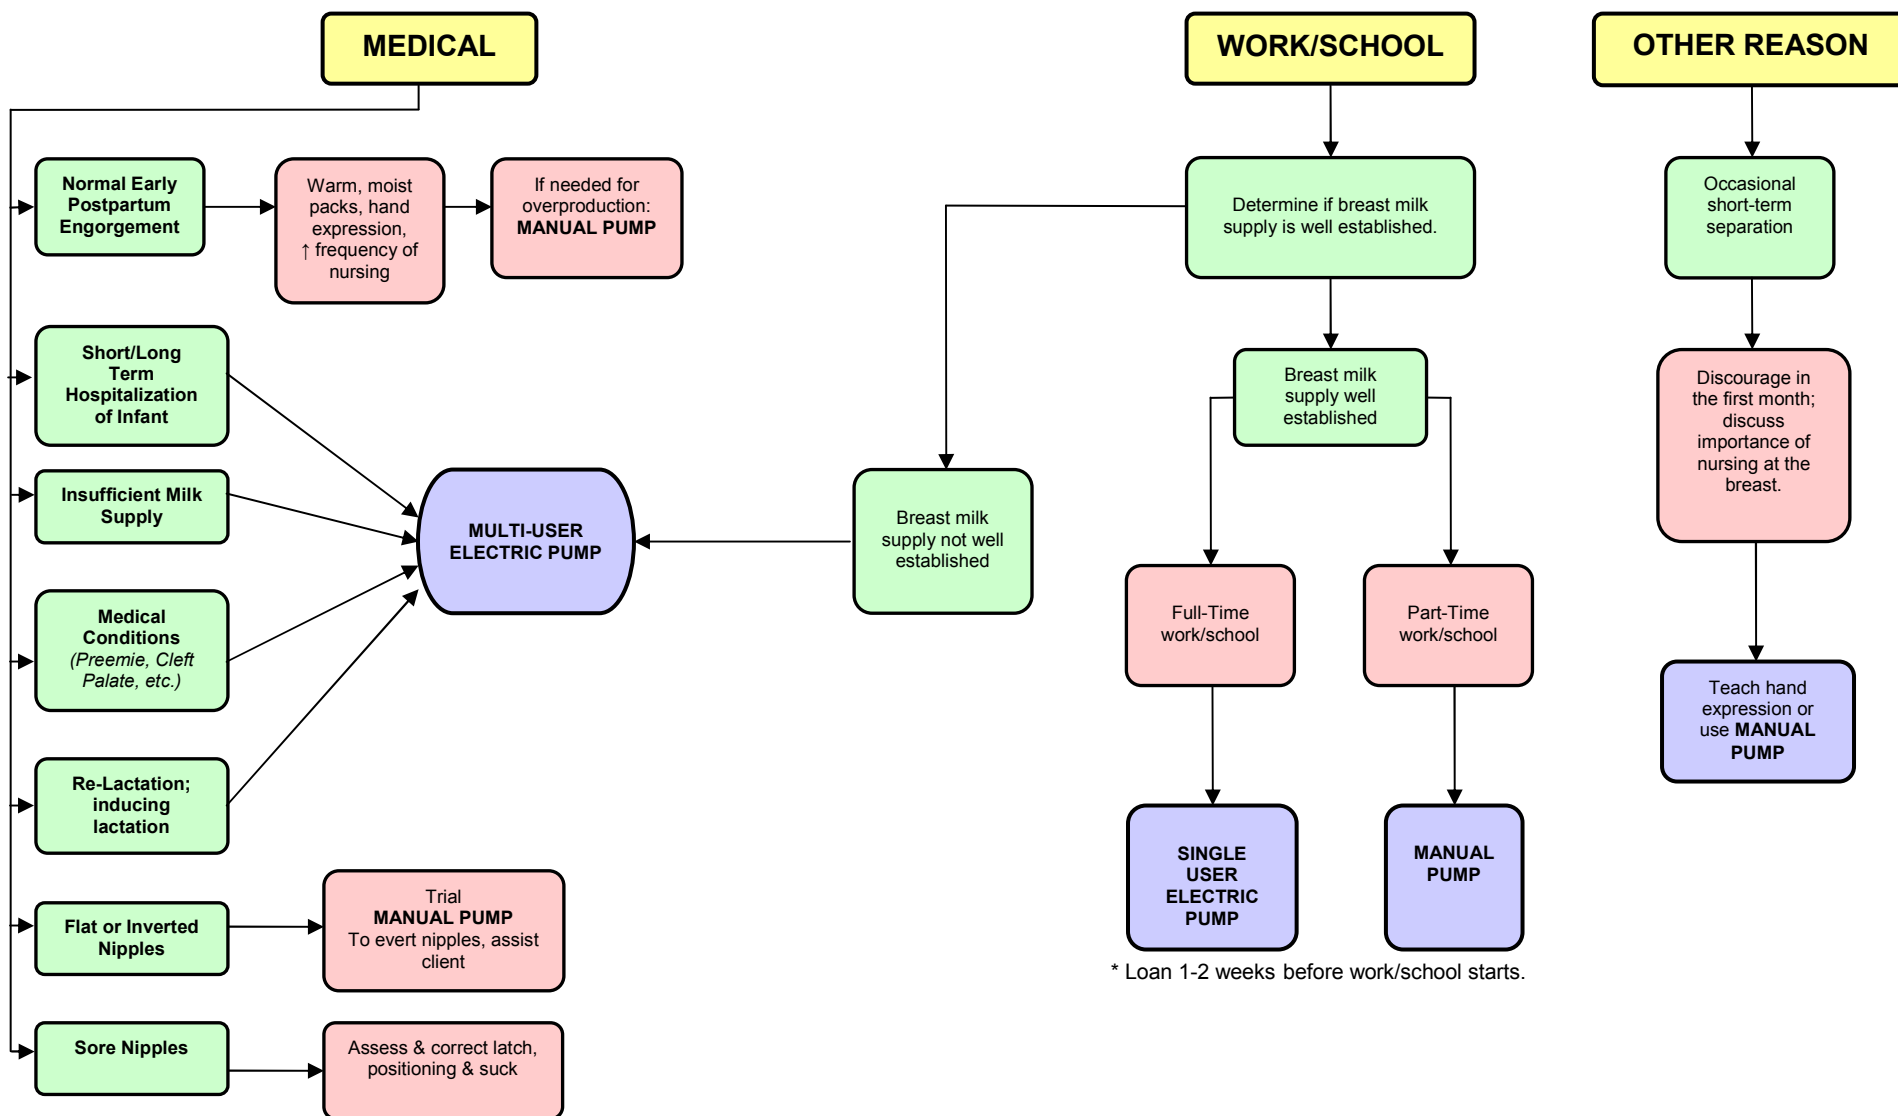 MEDICAL
WORK/SCHOOL
OTHER REASON
Normal Early
Postpartum
Engorgement
Warm, moist
packs, hand
expression,
↑ frequency of
nursing
If needed for
overproduction:
MANUAL PUMP
Short/Long
Term
Hospitalization
of Infant
Insufficient Milk
Supply
Medical
Conditions
(Preemie, Cleft
Palate, etc.)
Re-Lactation;
inducing
lactation
Flat or Inverted
Nipples
Trial
MANUAL PUMP
To evert nipples, assist
client
Sore Nipples
Assess & correct latch,
positioning & suck
MULTI-USER
ELECTRIC PUMP
Determine if breast milk
supply is well established.
Breast milk
supply not well
established
Breast milk
supply well
established
Full-Time
work/school
Part-Time
work/school
SINGLE
USER
ELECTRIC
PUMP
MANUAL
PUMP
* Loan 1-2 weeks before work/school starts.
Occasional
short-term
separation
Discourage in
the first month;
discuss
importance of
nursing at the
breast.
Teach hand
expression or
use MANUAL
PUMP